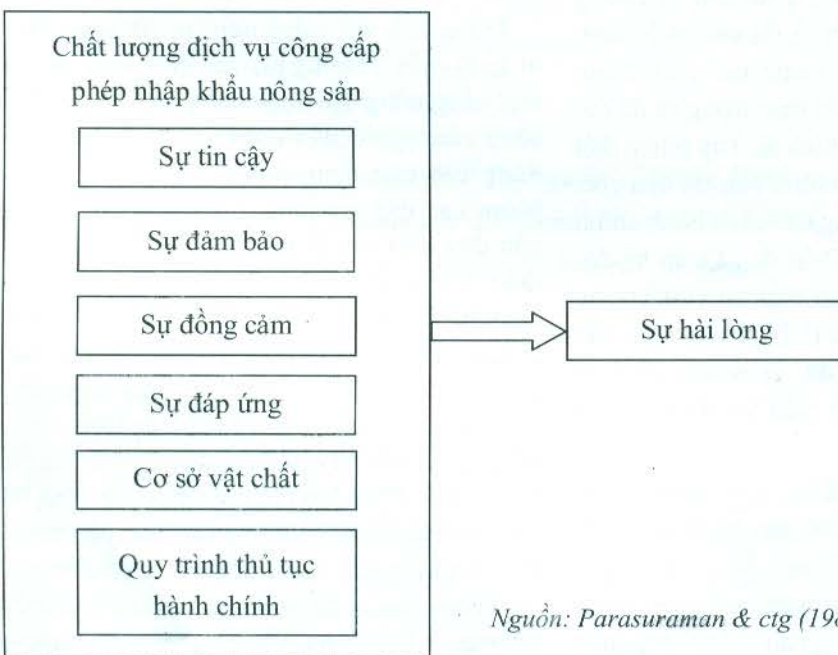 Chất lượng dịch vụ công cấp
phép nhập khẩu nông sản
Sự tin cậy
Sự đảm bảo
Sự đồng cảm
Sự hài lòng
Sự đáp ứng
Cơ sở vật chất
Quy trình thủ tục
hành chính
Nguồn: Parasuraman & ctg